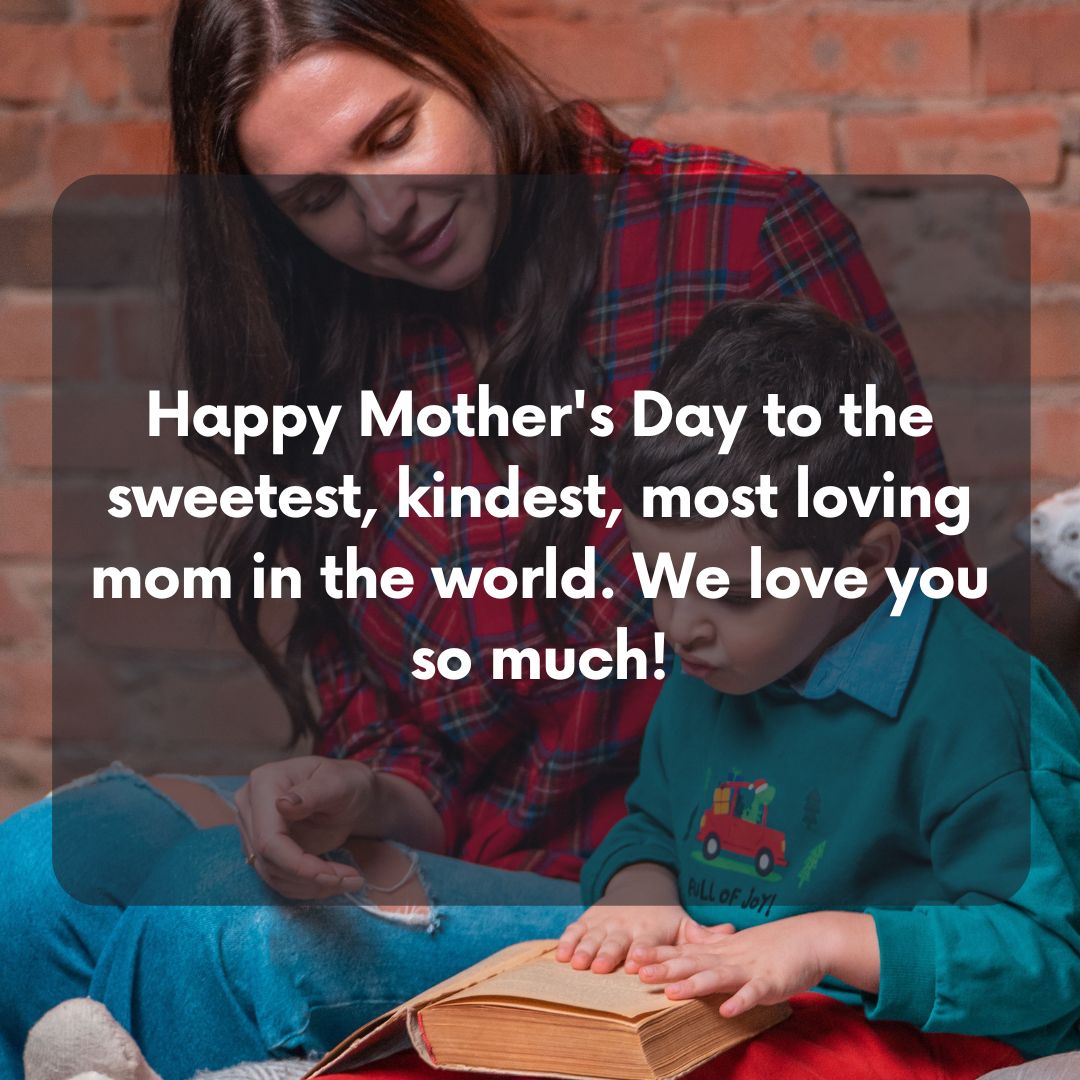 Happy Mother's Day to the
sweetest, kindest, most loving
mom in the world. We love you
so much!
FULL OF JOY!